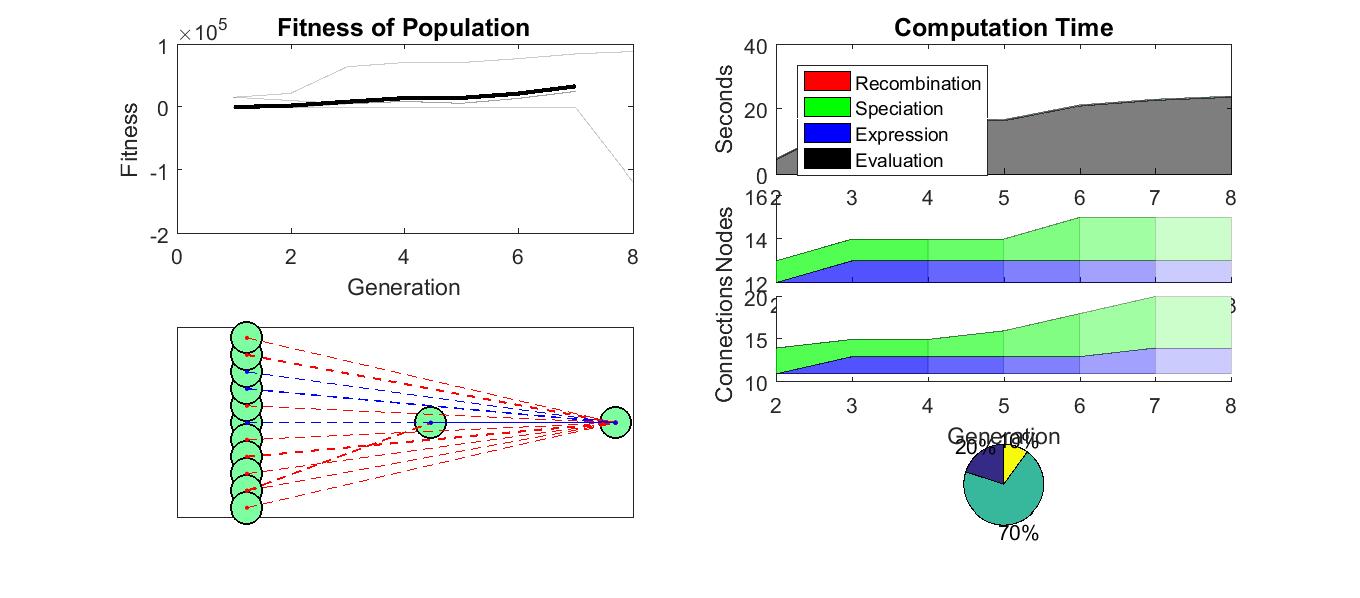 Fitness of Population
×10^5
1
0
-1
-2
Fitness
0 2 4 6 8
Generation
Computation Time
40
20
0
Seconds
Recombination
Speciation
Expression
Evaluation
2 3 4 5 6 7 8
16
14
12
Nodes
20
15
10
Connections
2 3 4 5 6 7 8
Generation
20%
10%
70%